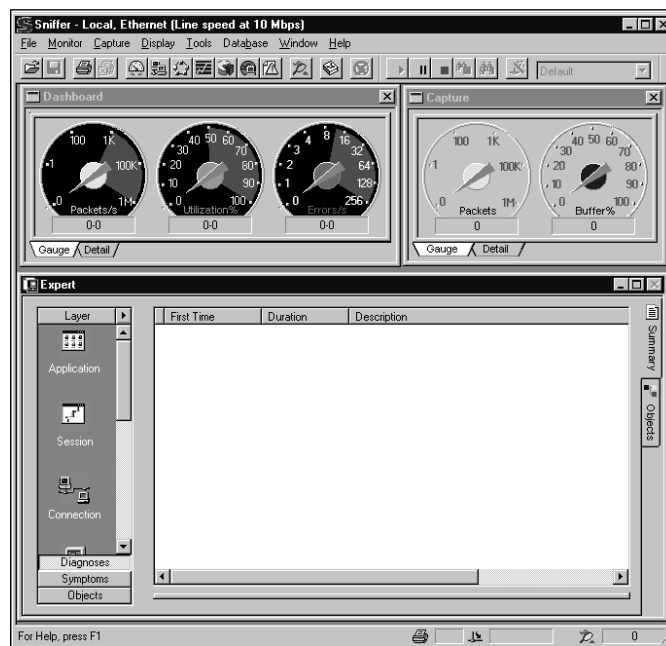 Sniffer - Local, Ethernet (Line speed at 10 Mbps)
File Monitor Capture Display Tools Database Window Help
Default
Dashboard
0 1 100 1K 100K 1M
Packets/s
0-0
0 10 20 30 40 50 60 70 80 90 100
Utilization%
0-0
0 1 2 3 4 8 16 32 64 128 256
Errors/s
0-0
Gauge Detail
Capture
0 1 100 1K 100K 1M
Packets
0
0 10 20 30 40 50 60 70 80 90 100
Buffer%
0
Gauge Detail
Expert
Layer
Application
Session
Connection
Diagnoses
Symptoms
Objects
First Time Duration Description
Summary
Objects
For Help, press F1
0